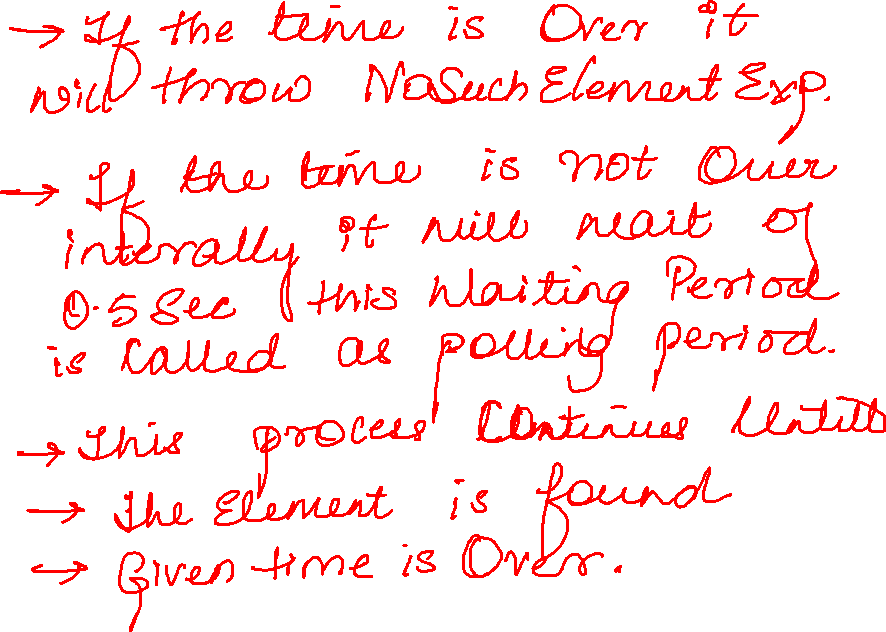 → If the time is Over it
will throw NoSuchElement Exp.
→ If the time is not Over
interally it will wait of
0.5 Sec this Waiting Period
is Called as polling period.
→ This process Continues Untill
→ The Element is found
→ Given time is Over.